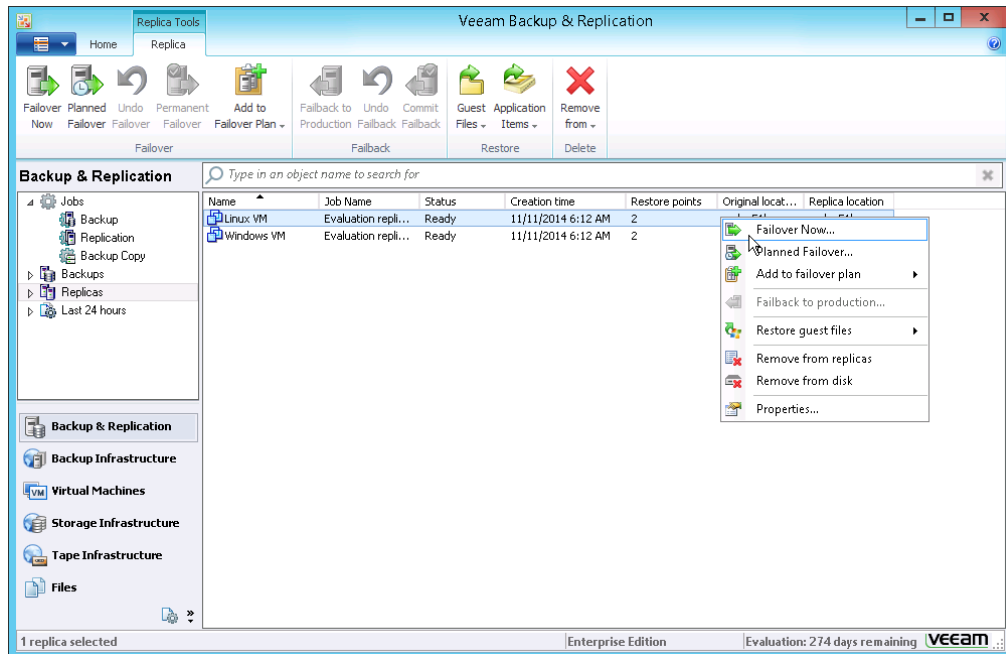 Replica Tools
Veeam Backup & Replication
Home Replica
Failover Now
Planned Failover
Undo Failover
Permanent Failover
Add to Failover Plan
Failback to Production
Undo Failback
Commit Failback
Guest Files
Application Items
Remove from
Failover Failback Restore Delete
Backup & Replication
Type in an object name to search for
Jobs
Backup
Replication
Backup Copy
Backups
Replicas
Last 24 hours
Name Job Name Status Creation time Restore points Original locat... Replica location
Linux VM Evaluation repli... Ready 11/11/2014 6:12 AM 2
Windows VM Evaluation repli... Ready 11/11/2014 6:12 AM 2
Failover Now...
Planned Failover...
Add to failover plan
Failback to production...
Restore guest files
Remove from replicas
Remove from disk
Properties...
Backup & Replication
Backup Infrastructure
VM
Virtual Machines
Storage Infrastructure
Tape Infrastructure
Files
1 replica selected
Enterprise Edition
Evaluation: 274 days remaining
veeam